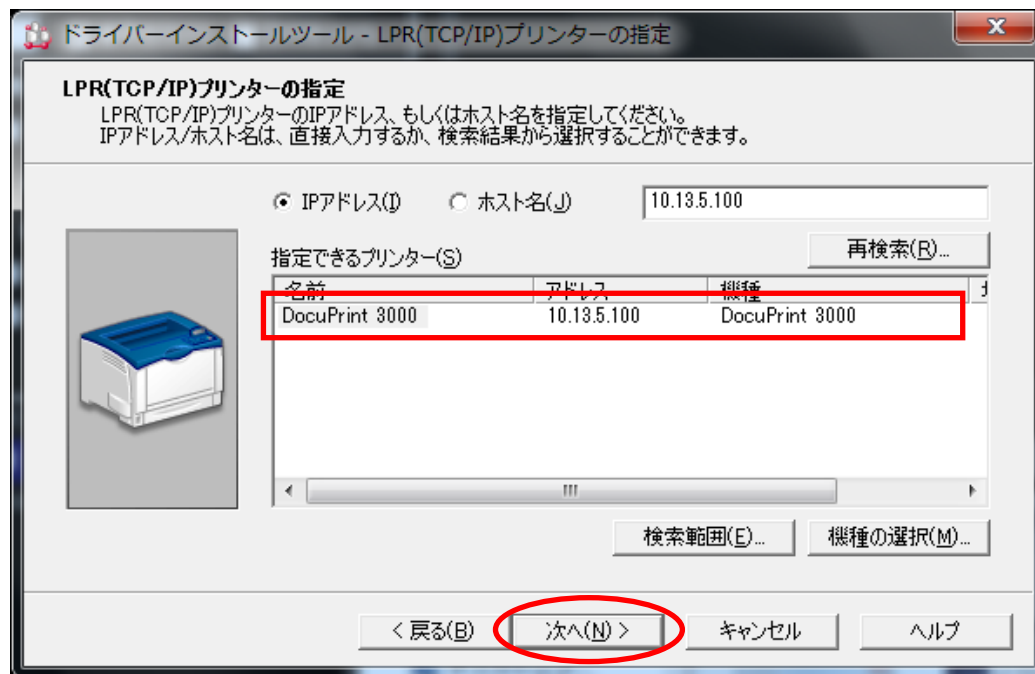 ドライバーインストールツール - LPR(TCP/IP)プリンターの指定
LPR(TCP/IP)プリンターの指定
LPR(TCP/IP)プリンターのIPアドレス、もしくはホスト名を指定してください。
IPアドレス/ホスト名は、直接入力するか、検索結果から選択することができます。
IPアドレス(I) ホスト名(J) 10.13.5.100
再検索(R)...
指定できるプリンター(S)
名前 アドレス 機種
DocuPrint 3000 10.13.5.100 DocuPrint 3000
検索範囲(E)... 機種の選択(M)...
< 戻る(B) 次へ(N) > キャンセル ヘルプ